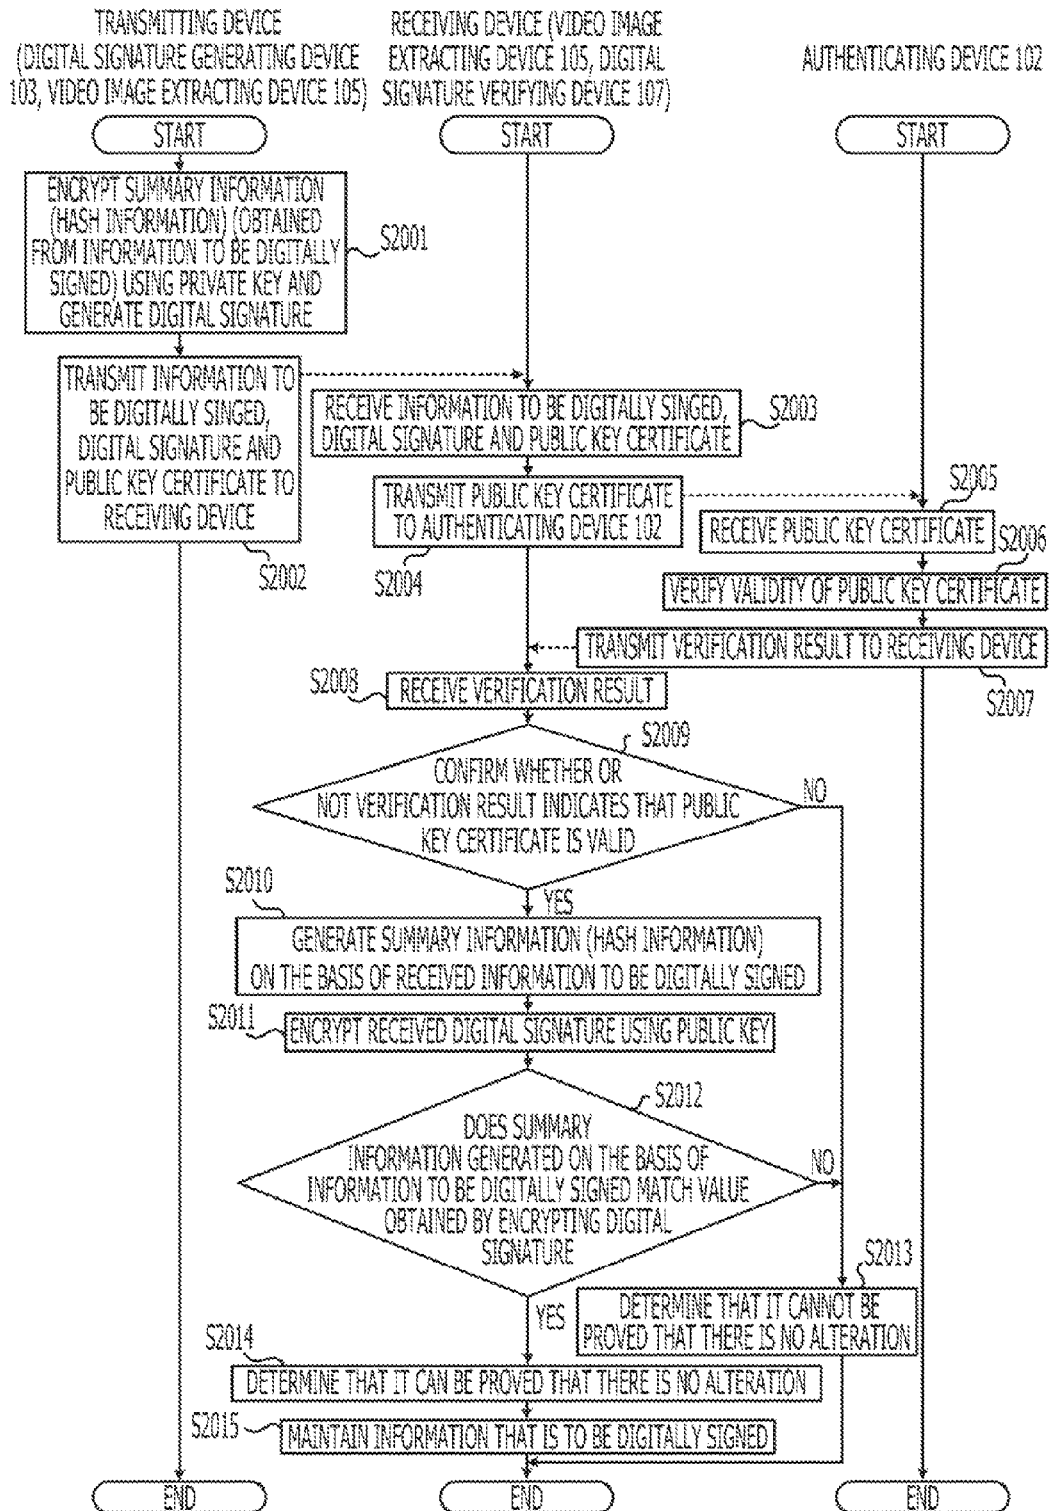 TRANSMITTING DEVICE
(DIGITAL SIGNATURE GENERATING DEVICE
103, VIDEO IMAGE EXTRACTING DEVICE 105)
RECEIVING DEVICE (VIDEO IMAGE
EXTRACTING DEVICE 105, DIGITAL
SIGNATURE VERIFYING DEVICE 107)
AUTHENTICATING DEVICE 102
START
START
START
ENCRYPT SUMMARY INFORMATION
(HASH INFORMATION) (OBTAINED
FROM INFORMATION TO BE DIGITALLY
SIGNED) USING PRIVATE KEY AND
GENERATE DIGITAL SIGNATURE
S2001
TRANSMIT INFORMATION TO
BE DIGITALLY SINGED,
DIGITAL SIGNATURE AND
PUBLIC KEY CERTIFICATE TO
RECEIVING DEVICE
S2002
RECEIVE INFORMATION TO BE DIGITALLY SINGED,
DIGITAL SIGNATURE AND PUBLIC KEY CERTIFICATE
S2003
TRANSMIT PUBLIC KEY CERTIFICATE
TO AUTHENTICATING DEVICE 102
S2004
S2005
RECEIVE PUBLIC KEY CERTIFICATE
S2006
VERIFY VALIDITY OF PUBLIC KEY CERTIFICATE
TRANSMIT VERIFICATION RESULT TO RECEIVING DEVICE
S2007
S2008
RECEIVE VERIFICATION RESULT
S2009
CONFIRM WHETHER OR
NOT VERIFICATION RESULT INDICATES THAT PUBLIC
KEY CERTIFICATE IS VALID
NO
YES
S2010
GENERATE SUMMARY INFORMATION (HASH INFORMATION)
ON THE BASIS OF RECEIVED INFORMATION TO BE DIGITALLY SIGNED
S2011
ENCRYPT RECEIVED DIGITAL SIGNATURE USING PUBLIC KEY
S2012
DOES SUMMARY
INFORMATION GENERATED ON THE BASIS OF
INFORMATION TO BE DIGITALLY SIGNED MATCH VALUE
OBTAINED BY ENCRYPTING DIGITAL
SIGNATURE
NO
YES
S2013
DETERMINE THAT IT CANNOT BE
PROVED THAT THERE IS NO ALTERATION
S2014
DETERMINE THAT IT CAN BE PROVED THAT THERE IS NO ALTERATION
S2015
MAINTAIN INFORMATION THAT IS TO BE DIGITALLY SIGNED
END
END
END